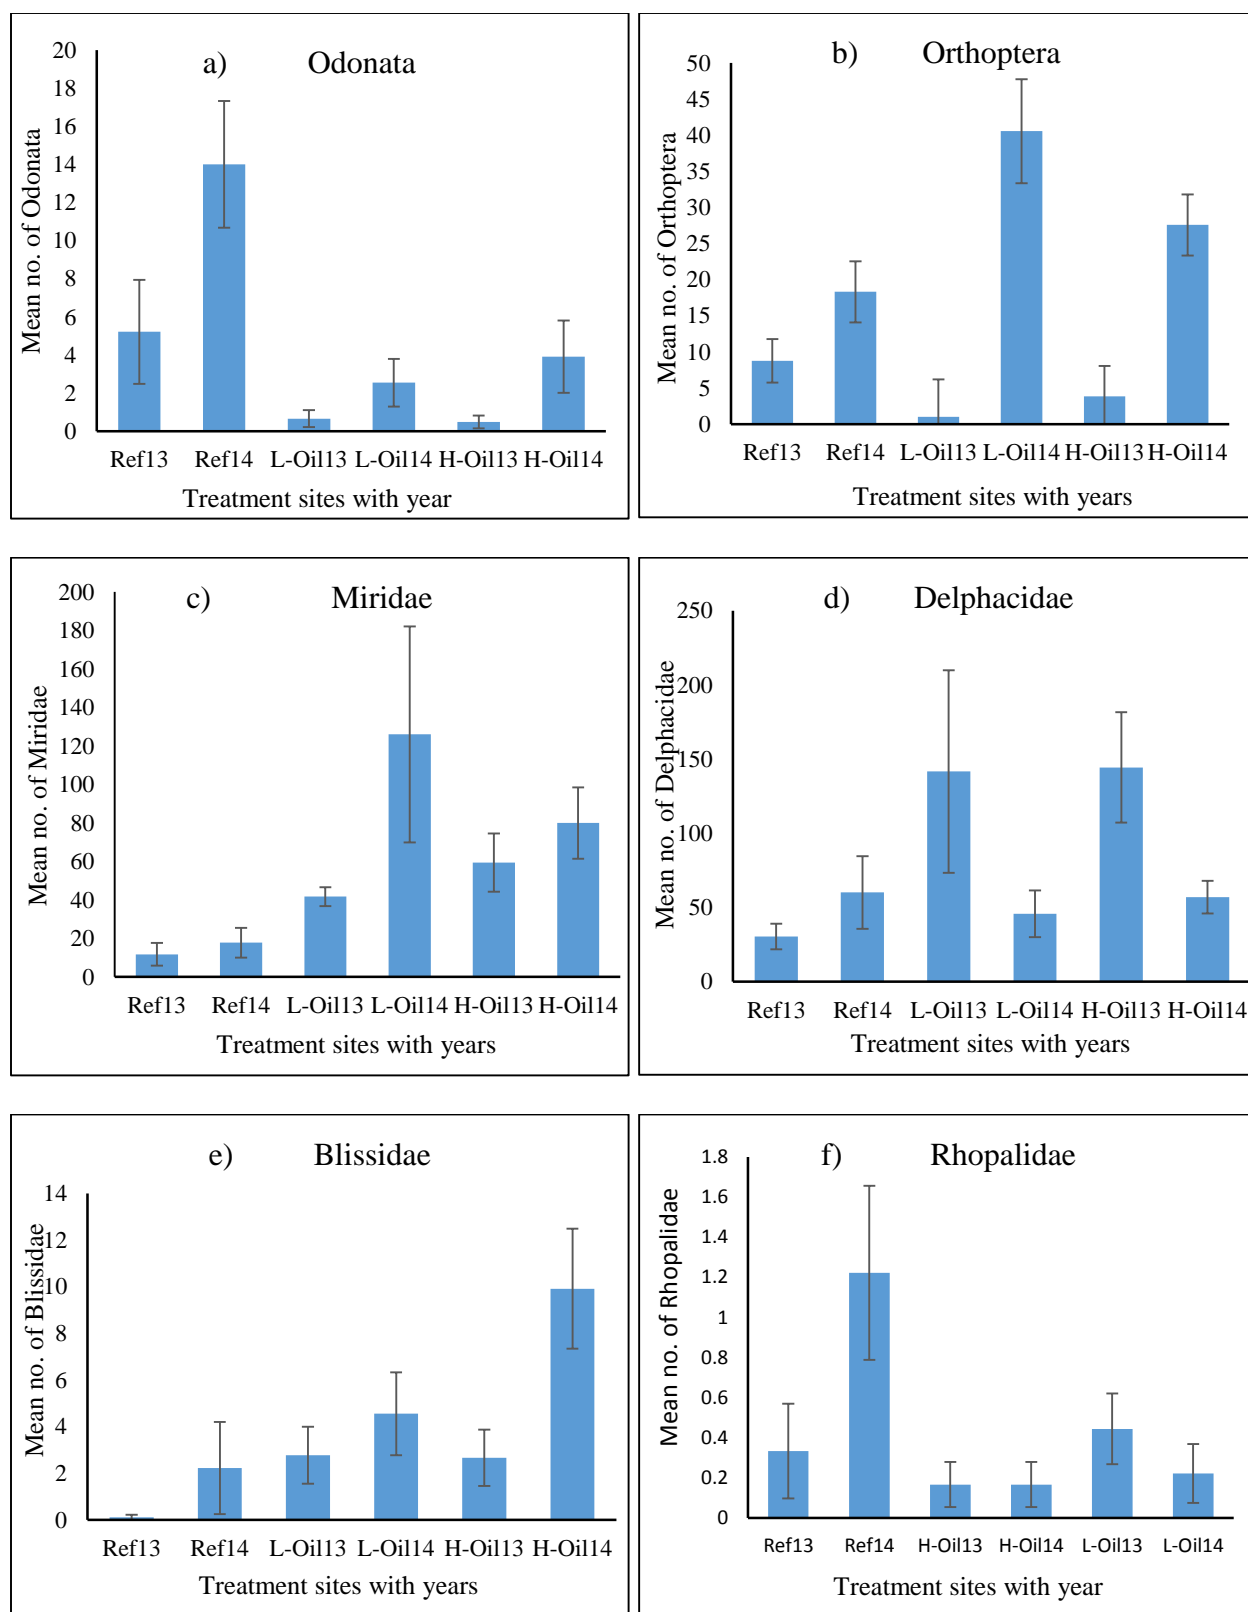 a) Odonata
Mean no. of Odonata
20
18
16
14
12
10
8
6
4
2
0
Ref13 Ref14 L-Oil13 L-Oil14 H-Oil13 H-Oil14
Treatment sites with year
b) Orthoptera
Mean no. of Orthoptera
50
45
40
35
30
25
20
15
10
5
0
Ref13 Ref14 L-Oil13 L-Oil14 H-Oil13 H-Oil14
Treatment sites with years
c) Miridae
Mean no. of Miridae
200
180
160
140
120
100
80
60
40
20
0
Ref13 Ref14 L-Oil13 L-Oil14 H-Oil13 H-Oil14
Treatment sites with years
d) Delphacidae
Mean no. of Delphacidae
250
200
150
100
50
0
Ref13 Ref14 L-Oil13 L-Oil14 H-Oil13 H-Oil14
Treatment sites with years
e) Blissidae
Mean no. of Blissidae
14
12
10
8
6
4
2
0
Ref13 Ref14 L-Oil13 L-Oil14 H-Oil13 H-Oil14
Treatment sites with years
f) Rhopalidae
Mean no. of Rhopalidae
1.8
1.6
1.4
1.2
1
0.8
0.6
0.4
0.2
0
Ref13 Ref14 H-Oil13 H-Oil14 L-Oil13 L-Oil14
Treatment sites with year